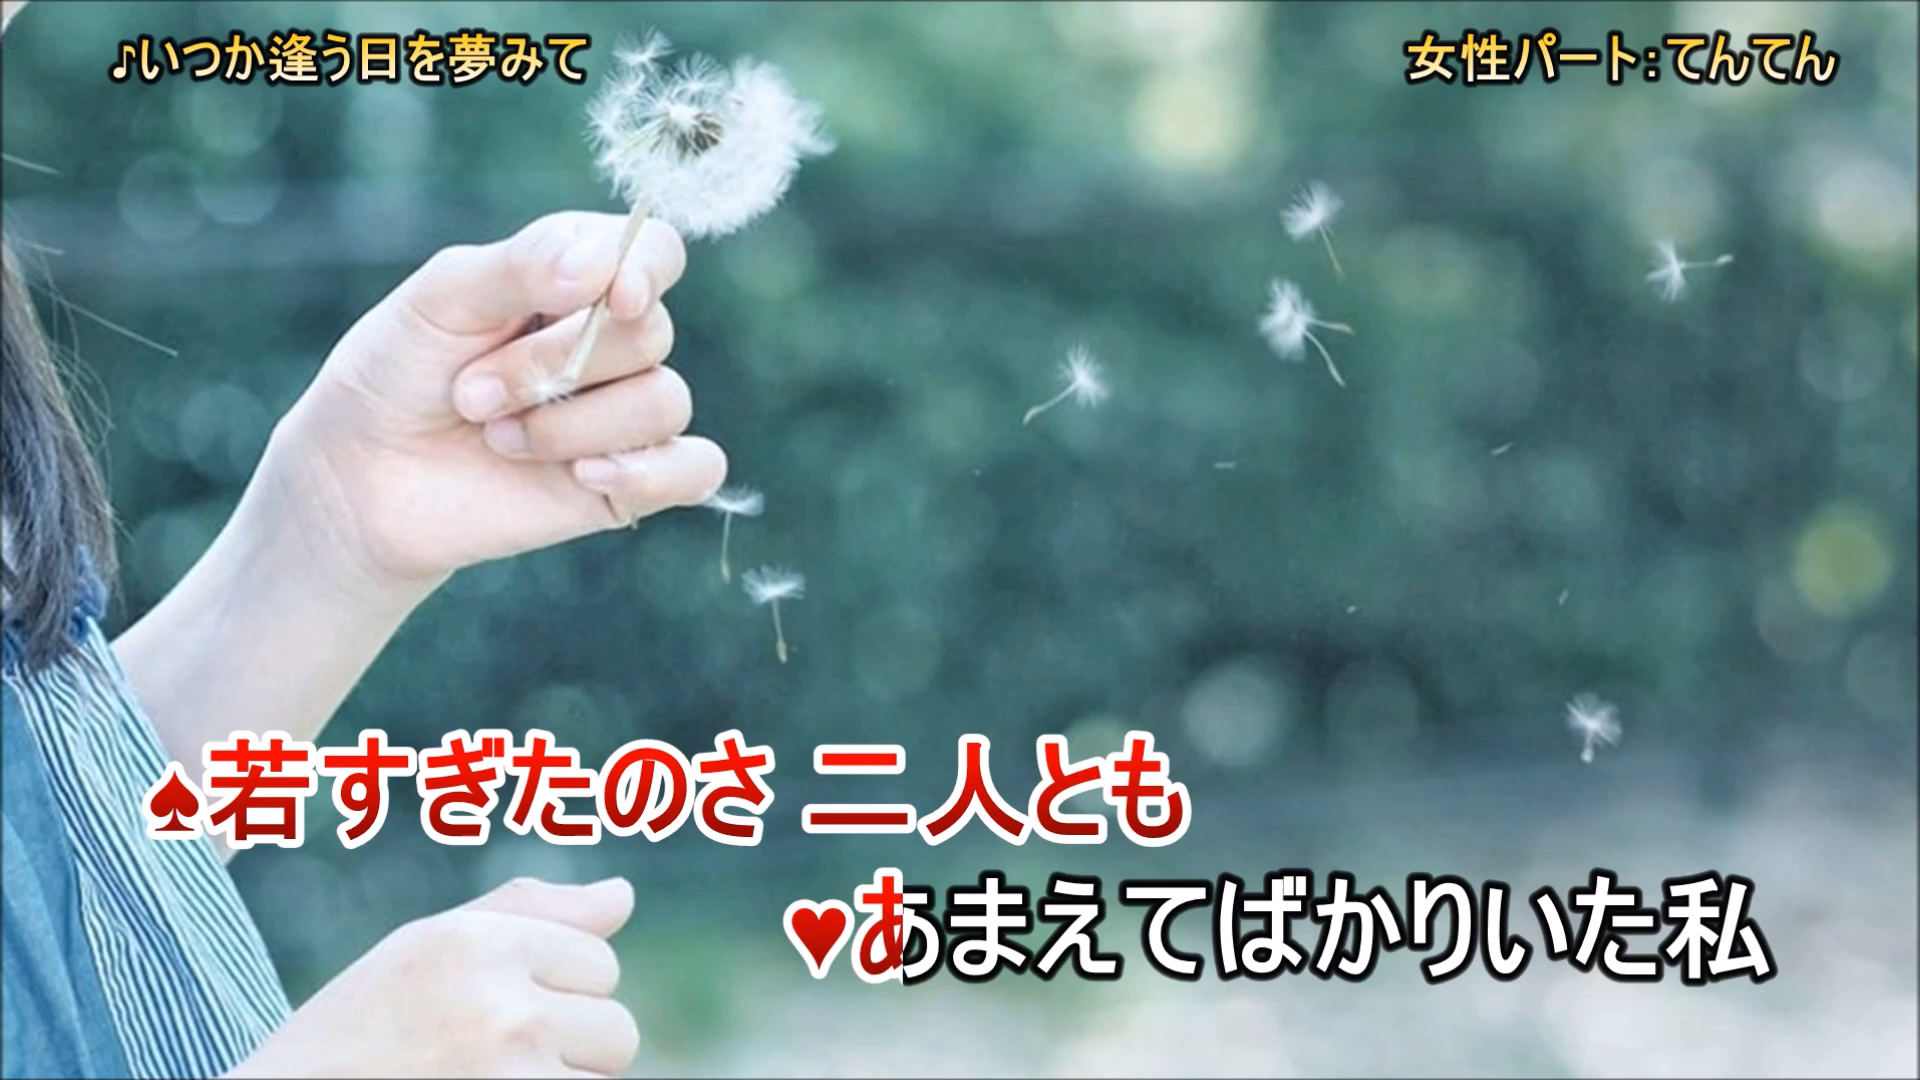 ♪いつか逢う日を夢みて
女性パート:てんてん
♠若すぎたのさ 二人とも
♥あまえてばかりいた私